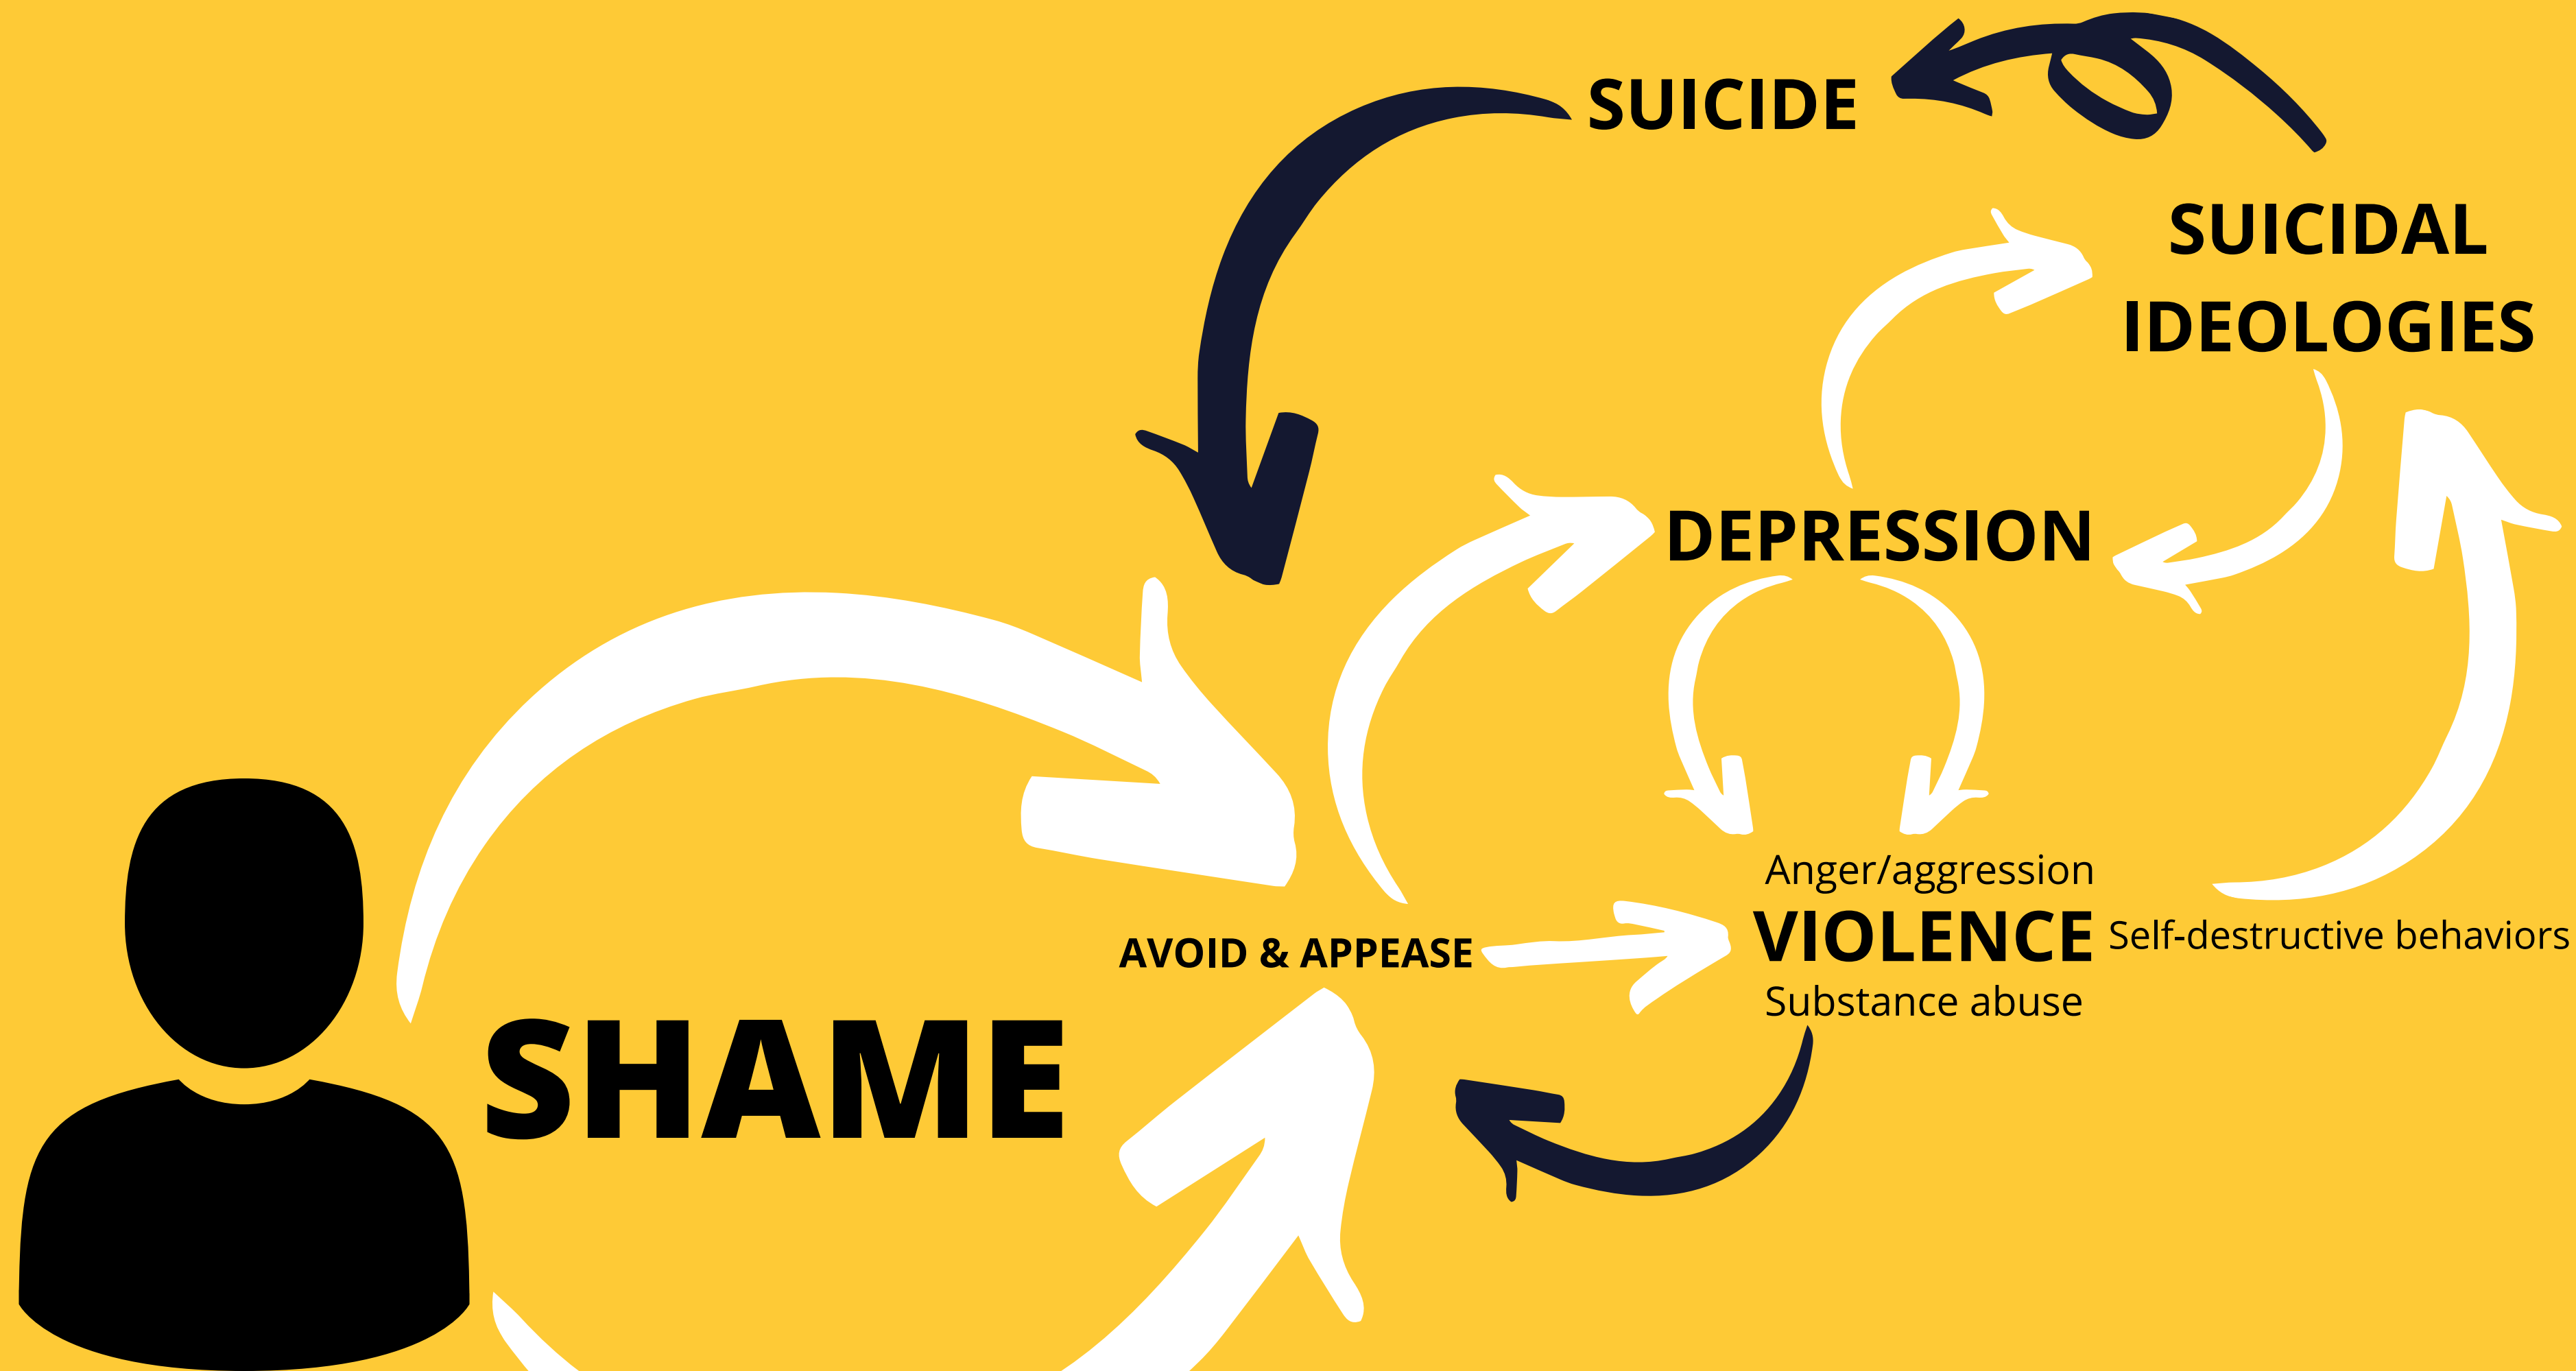 SUICIDE
SUICIDAL
IDEOLOGIES
DEPRESSION
Anger/aggression
AVOID & APPEASE
VIOLENCE
Self-destructive behaviors
Substance abuse
SHAME